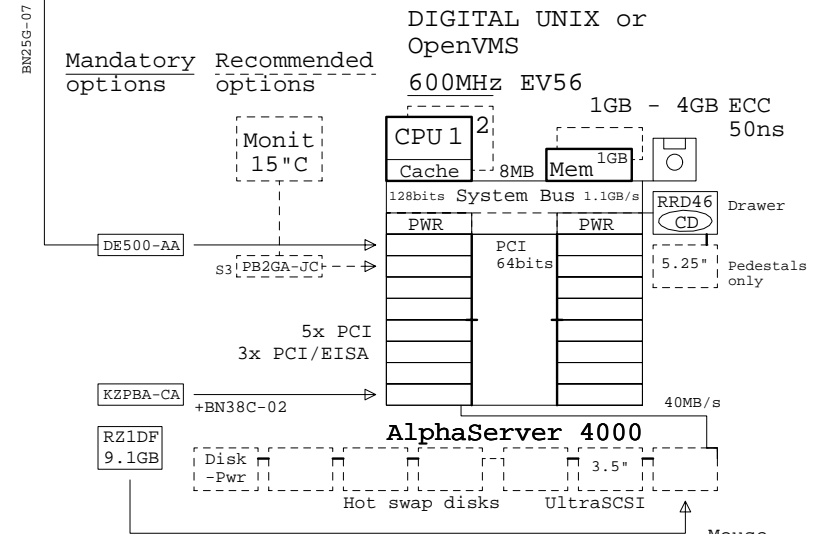 BN25G-07
DIGITAL UNIX or
OpenVMS
Mandatory
options
Recommended
options
600MHz EV56
1GB - 4GB ECC
50ns
Monit
15"C
CPU 1
2
Cache
8MB
Mem
1GB
128bits System Bus 1.1GB/s
RRD46
CD
Drawer
PWR
PWR
DE500-AA
PCI
64bits
5.25"
Pedestals
only
S3
PB2GA-JC
5x PCI
3x PCI/EISA
KZPBA-CA
+BN38C-02
40MB/s
AlphaServer 4000
RZ1DF
9.1GB
Disk
-Pwr
3.5"
Hot swap disks
UltraSCSI
Mouse